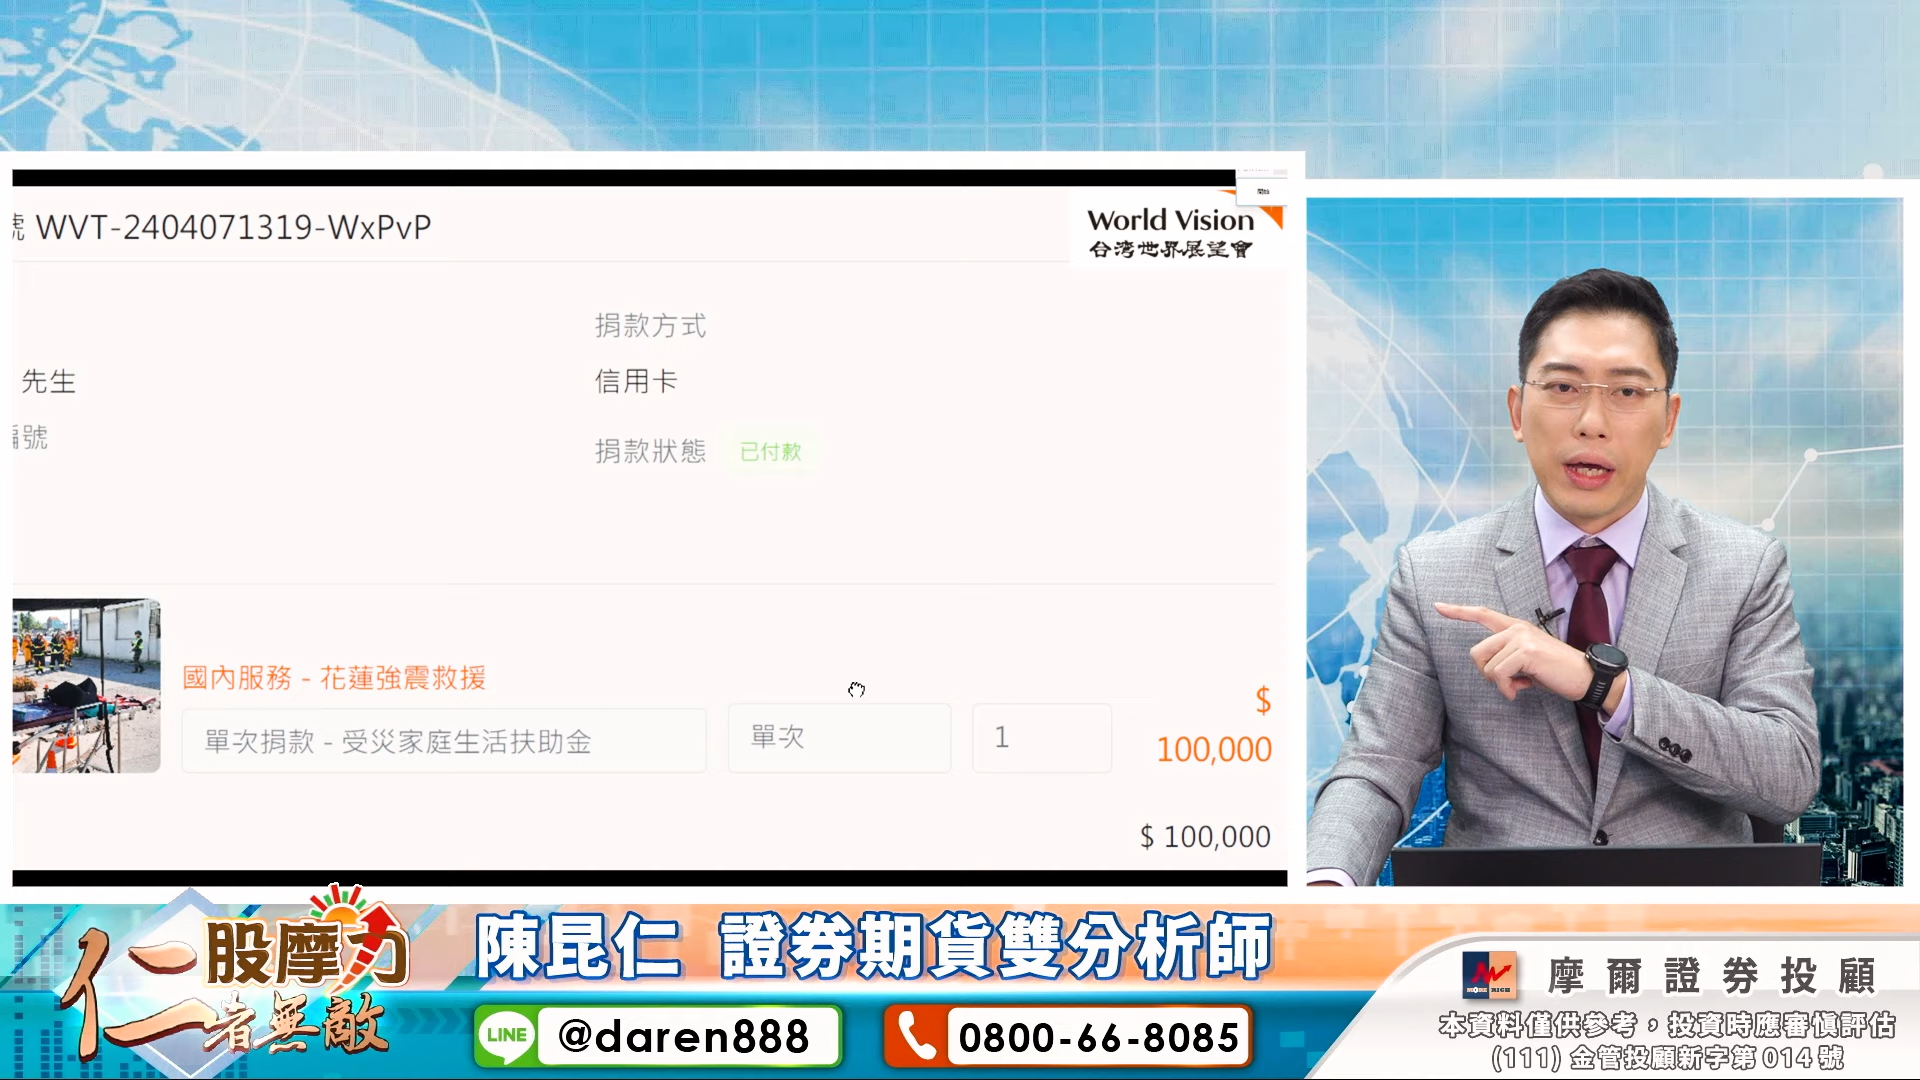 號 WVT-2404071319-WxPvP
World Vision
台灣世界展望會
捐款方式
先生
信用卡
編號
捐款狀態 已付款
國內服務 - 花蓮強震救援
單次捐款 - 受災家庭生活扶助金
單次
1
$
100,000
$ 100,000
仁者無敵
股摩力
陳昆仁 證券期貨雙分析師
LINE @daren888
0800-66-8085
摩爾證券投顧
本資料僅供參考，投資時應審慎評估
(111) 金管投顧新字第 014 號